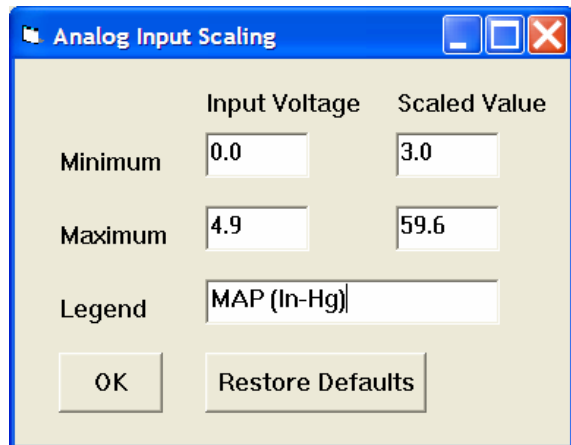 Analog Input Scaling
Input Voltage Scaled Value
Minimum 0.0 3.0
Maximum 4.9 59.6
Legend MAP (In-Hg)
OK Restore Defaults